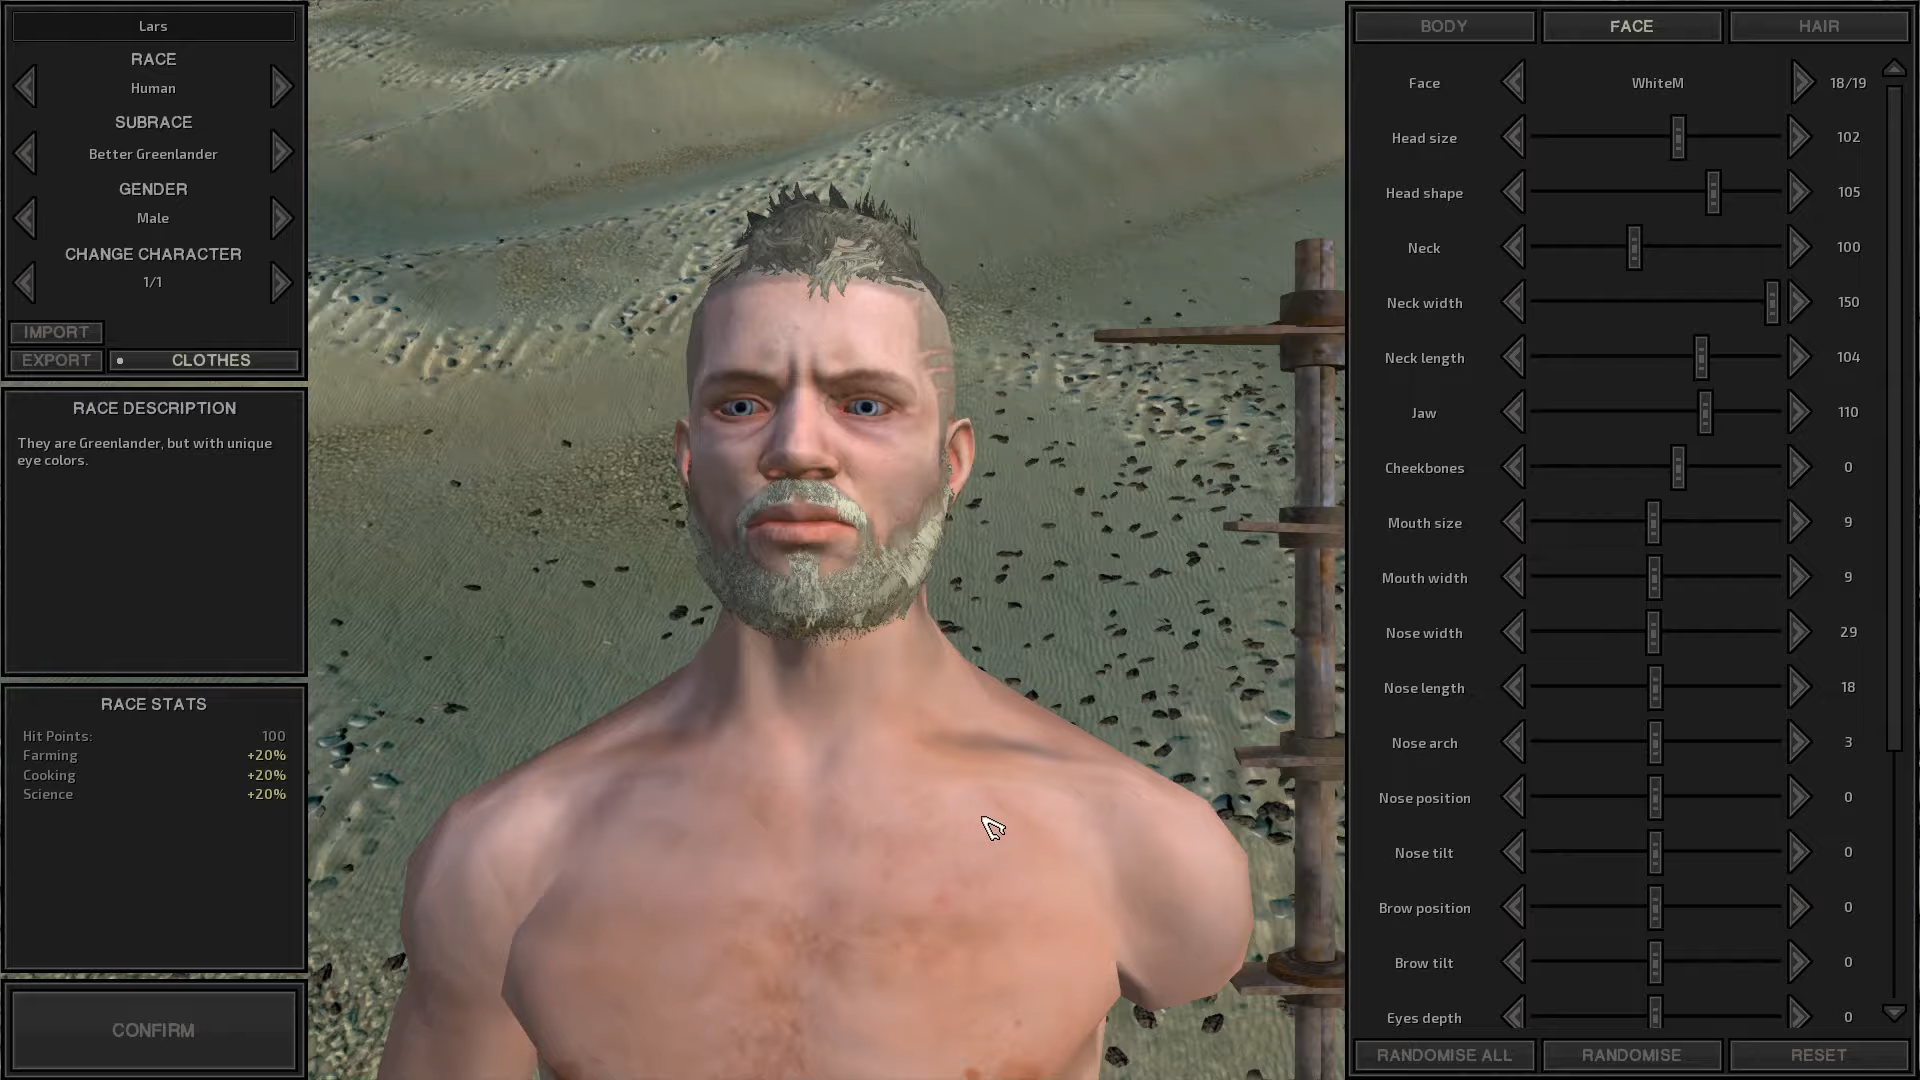 Lars
RACE
Human
SUBRACE
Better Greenlander
GENDER
Male
CHANGE CHARACTER
1/1
IMPORT
EXPORT
CLOTHES
RACE DESCRIPTION
They are Greenlander, but with unique
eye colors.
RACE STATS
Hit Points: 100
Farming +20%
Cooking +20%
Science +20%
CONFIRM
BODY FACE HAIR
Face WhiteM 18/19
Head size 102
Head shape 105
Neck 100
Neck width 150
Neck length 104
Jaw 110
Cheekbones 0
Mouth size 9
Mouth width 9
Nose width 29
Nose length 18
Nose arch 3
Nose position 0
Nose tilt 0
Brow position 0
Brow tilt 0
Eyes depth 0
RANDOMISE ALL RANDOMISE RESET